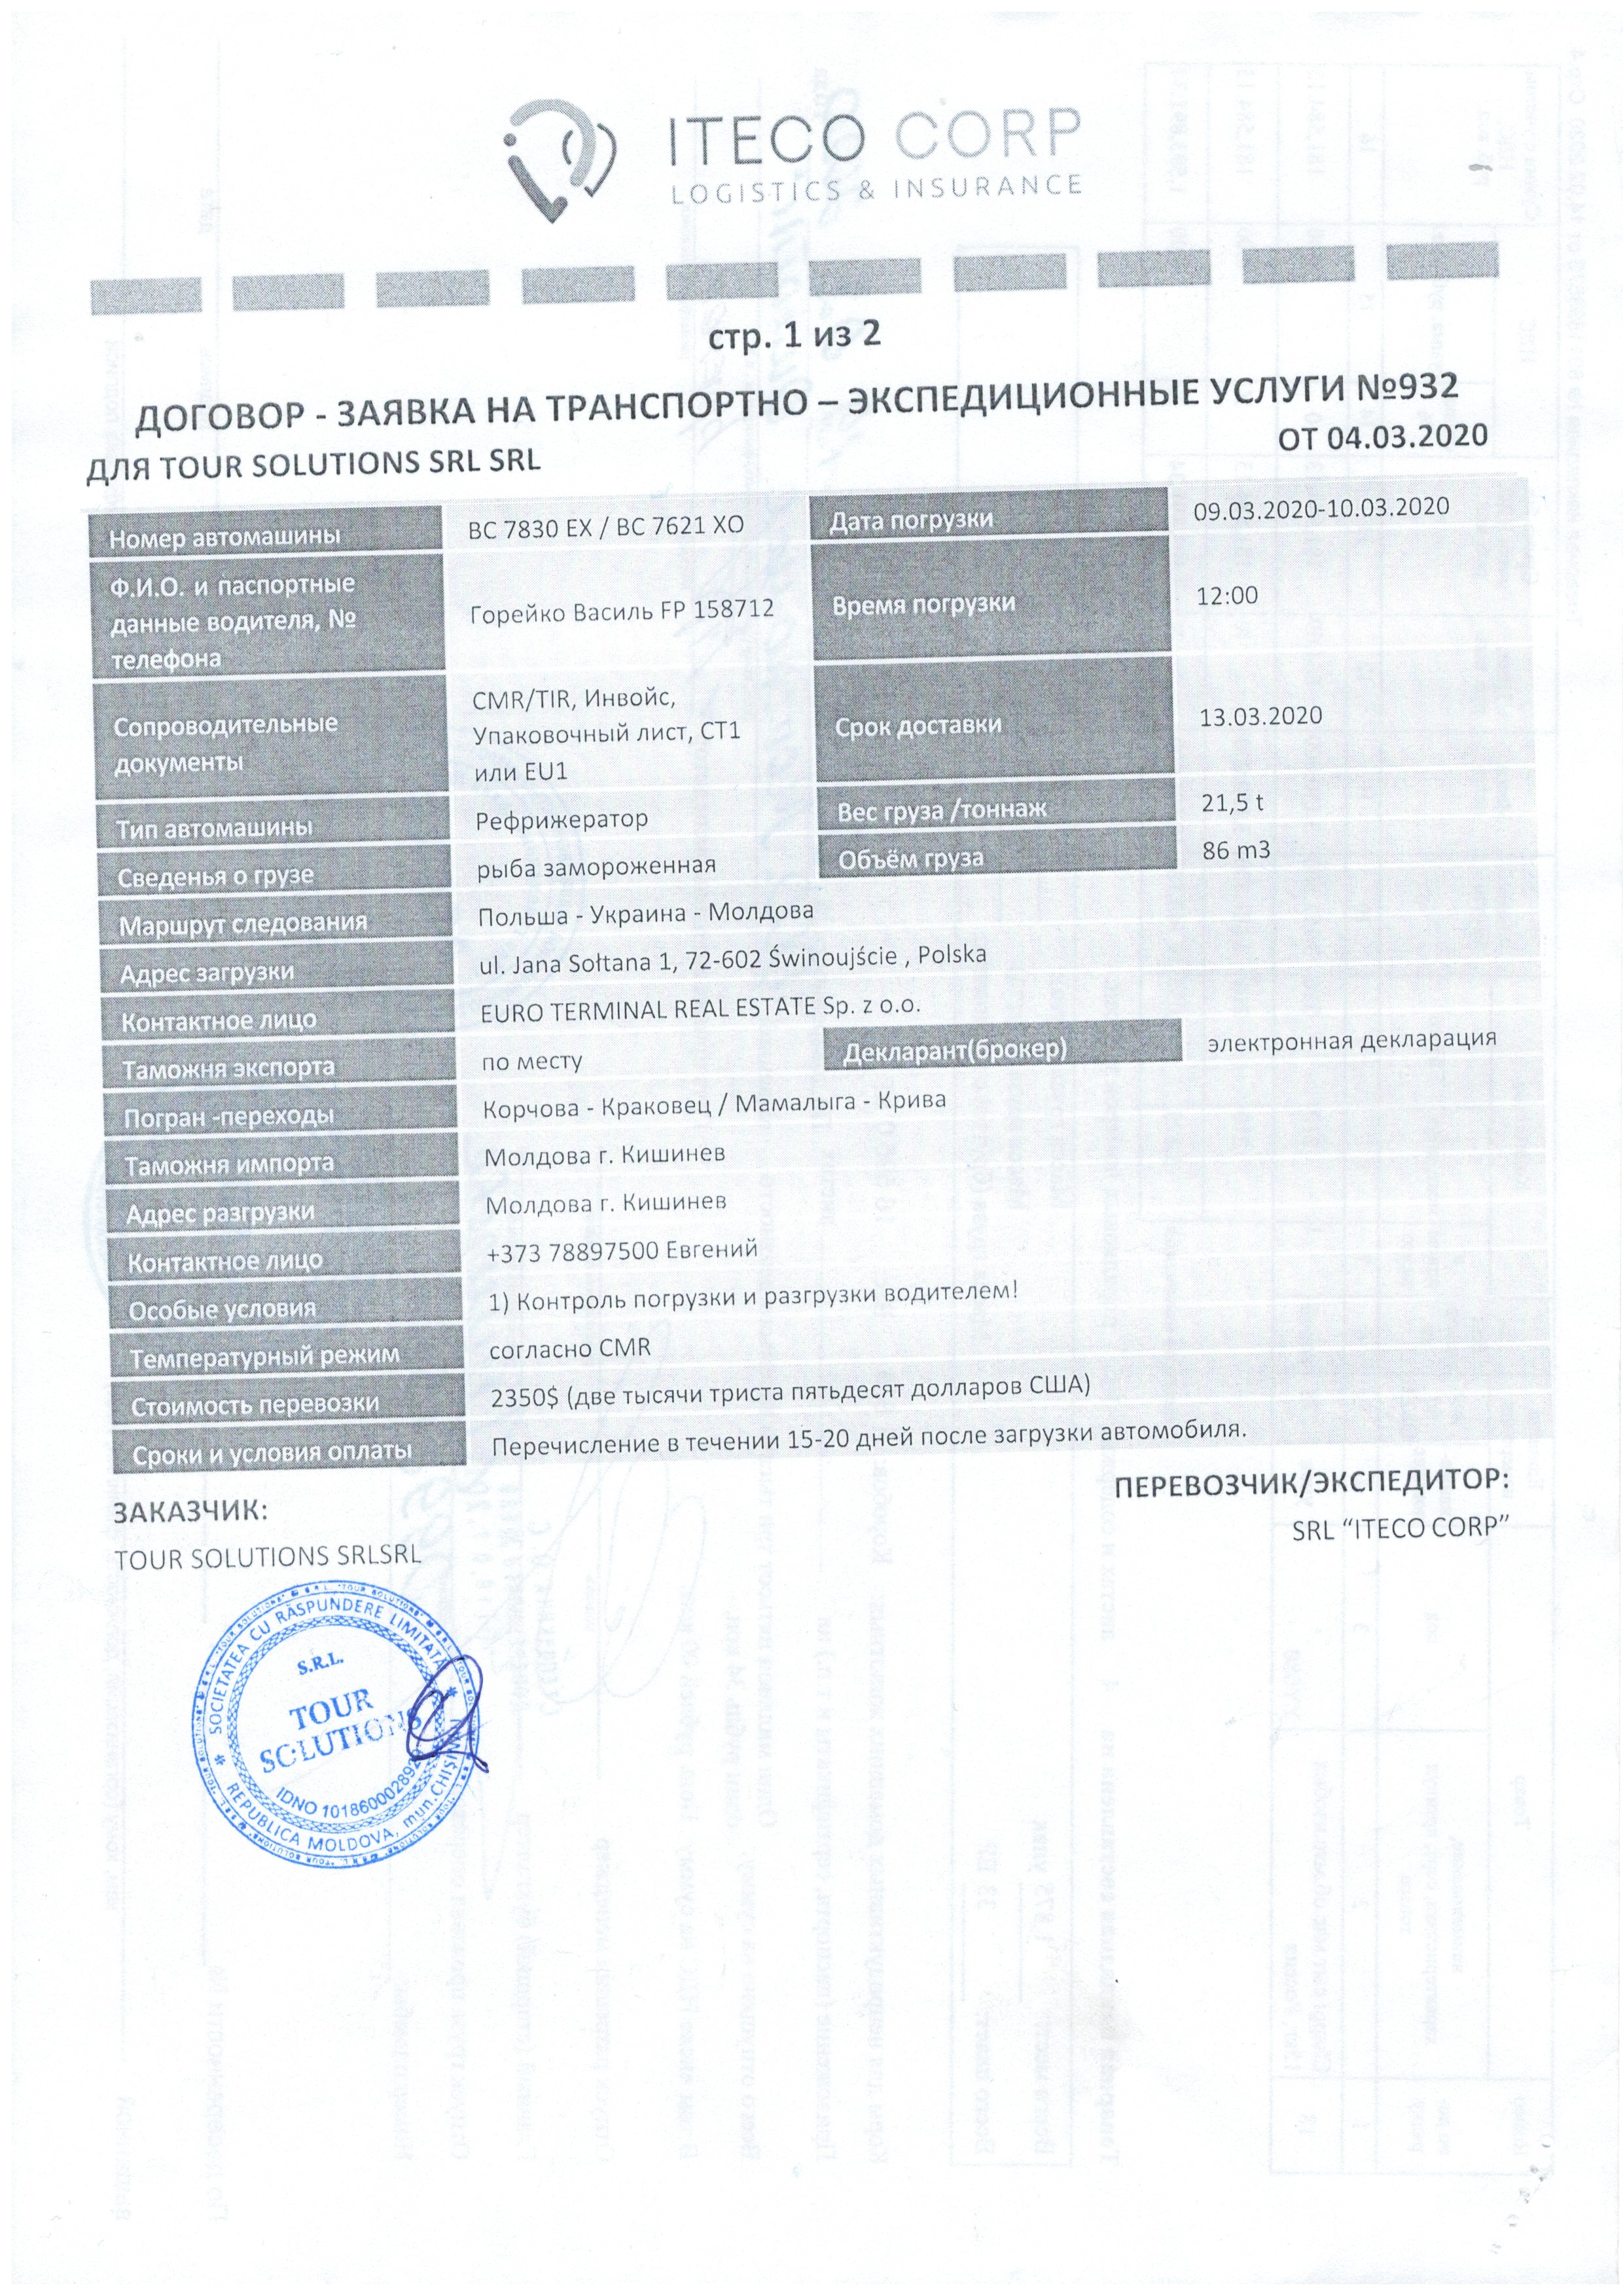 ITECO CORP
LOGISTICS & INSURANCE
стр. 1 из 2
ДОГОВОР - ЗАЯВКА НА ТРАНСПОРТНО – ЭКСПЕДИЦИОННЫЕ УСЛУГИ №932
ОТ 04.03.2020
ДЛЯ TOUR SOLUTIONS SRL SRL
Номер автомашины BC 7830 EX / BC 7621 XO Дата погрузки 09.03.2020-10.03.2020
Ф.И.О. и паспортные
данные водителя, №
телефона
Горейко Василь FP 158712 Время погрузки 12:00
Сопроводительные
документы
CMR/TIR, Инвойс,
Упаковочный лист, СТ1
или EU1
Срок доставки 13.03.2020
Тип автомашины Рефрижератор Вес груза /тоннаж 21,5 t
Сведенья о грузе рыба замороженная Объём груза 86 m3
Маршрут следования Польша - Украина - Молдова
Адрес загрузки ul. Jana Sołtana 1, 72-602 Świnoujście , Polska
Контактное лицо EURO TERMINAL REAL ESTATE Sp. z o.o.
Таможня экспорта по месту Декларант(брокер) электронная декларация
Погран -переходы Корчова - Краковец / Мамалыга - Крива
Таможня импорта Молдова г. Кишинев
Адрес разгрузки Молдова г. Кишинев
Контактное лицо +373 78897500 Евгений
Особые условия 1) Контроль погрузки и разгрузки водителем!
Температурный режим согласно CMR
Стоимость перевозки 2350$ (две тысячи триста пятьдесят долларов США)
Сроки и условия оплаты Перечисление в течении 15-20 дней после загрузки автомобиля.
ЗАКАЗЧИК:
TOUR SOLUTIONS SRLSRL
ПЕРЕВОЗЧИК/ЭКСПЕДИТОР:
SRL “ITECO CORP”
SOCIETATEA CU RĂSPUNDERE LIMITATĂ
S.R.L.
TOUR
SOLUTIONS
IDNO
REPUBLICA MOLDOVA, mun. CHIŞINĂU